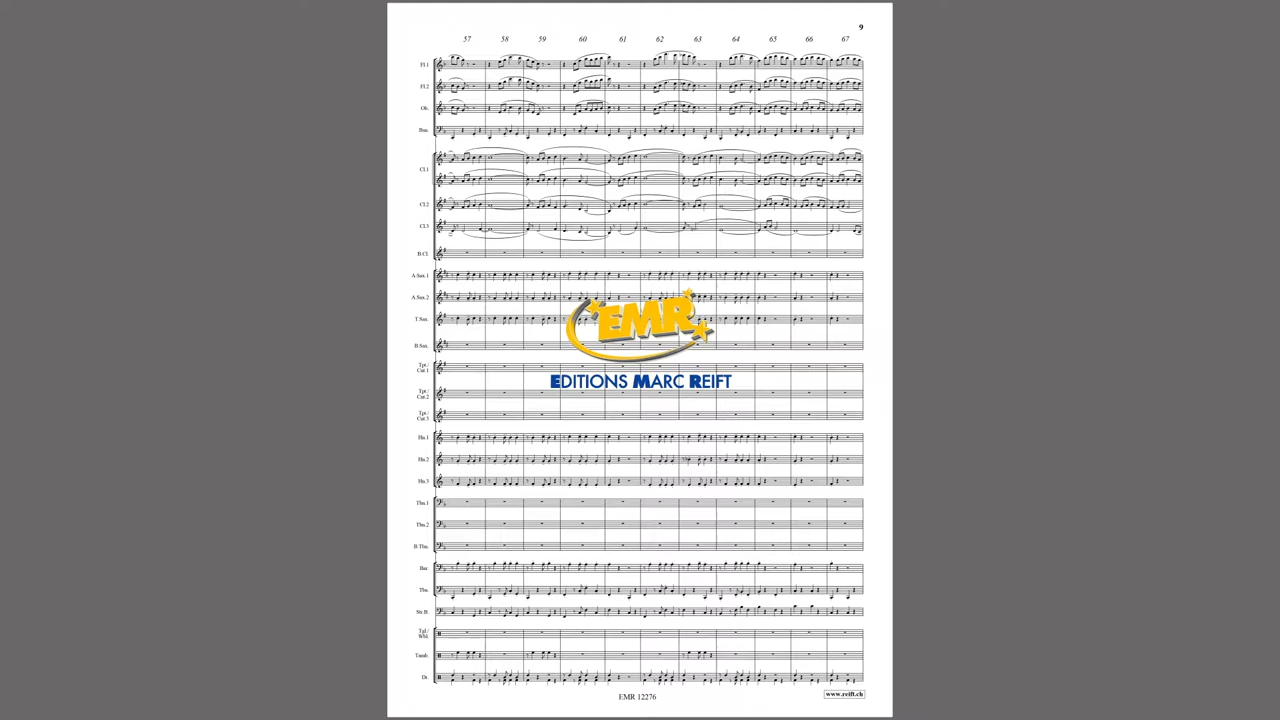 9
57 58 59 60 61 62 63 64 65 66 67
Fl.1
Fl.2
Ob.
Bsn.
Cl.1
Cl.2
Cl.3
B.Cl.
A.Sax.1
A.Sax.2
T.Sax.
B.Sax.
EMR
Tpt./
Cnt.1
EDITIONS MARC REIFT
Tpt./
Cnt.2
Tpt./
Cnt.3
Hn.1
Hn.2
Hn.3
Tbn.1
Tbn.2
B.Tbn.
Bar.
Tba.
Str.B.
Tgl./
Wbl.
Tamb.
Dr.
EMR 12276
www.reift.ch